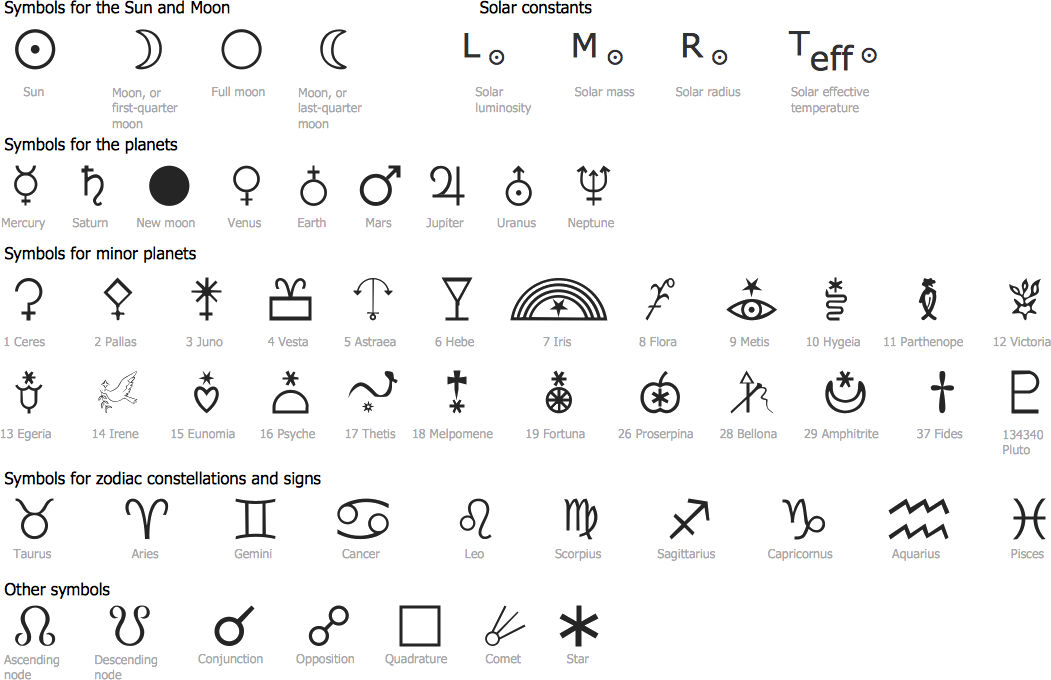 Symbols for the Sun and Moon
Solar constants
L☉ M☉ R☉ Teff☉
Sun
Moon, or
first-quarter
moon
Full moon
Moon, or
last-quarter
moon
Solar
luminosity
Solar mass
Solar radius
Solar effective
temperature
Symbols for the planets
Mercury Saturn New moon Venus Earth Mars Jupiter Uranus Neptune
Symbols for minor planets
1 Ceres 2 Pallas 3 Juno 4 Vesta 5 Astraea 6 Hebe 7 Iris 8 Flora 9 Metis 10 Hygeia 11 Parthenope 12 Victoria
13 Egeria 14 Irene 15 Eunomia 16 Psyche 17 Thetis 18 Melpomene 19 Fortuna 26 Proserpina 28 Bellona 29 Amphitrite 37 Fides 134340
Pluto
Symbols for zodiac constellations and signs
Taurus Aries Gemini Cancer Leo Scorpius Sagittarius Capricornus Aquarius Pisces
Other symbols
Ascending
node
Descending
node
Conjunction Opposition Quadrature Comet Star